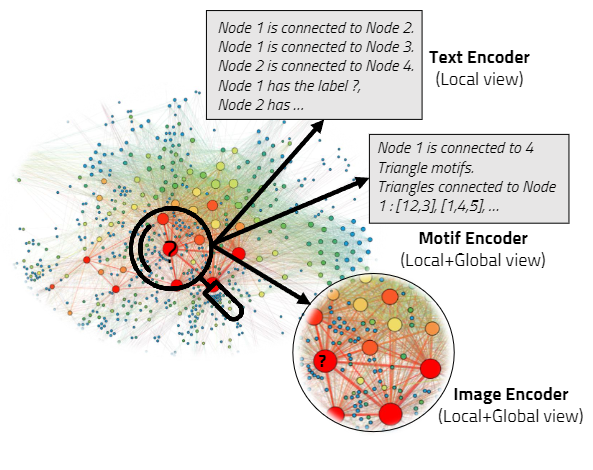 Node 1 is connected to Node 2.
Node 1 is connected to Node 3.
Node 2 is connected to Node 4.
Node 1 has the label ?,
Node 2 has ...
Text Encoder
(Local view)
Node 1 is connected to 4
Triangle motifs.
Triangles connected to Node
1 : [12,3], [1,4,5], ...
Motif Encoder
(Local+Global view)
?
?
Image Encoder
(Local+Global view)